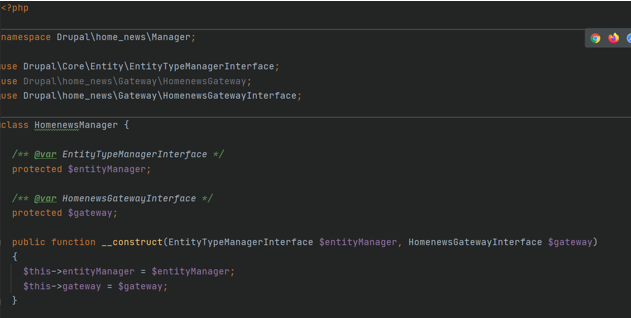 <?php
namespace Drupal\home_news\Manager;
use Drupal\Core\Entity\EntityTypeManagerInterface;
use Drupal\home_news\Gateway\HomenewsGateway;
use Drupal\home_news\Gateway\HomenewsGatewayInterface;
class HomenewsManager {
/** @var EntityTypeManagerInterface */
protected $entityManager;
/** @var HomenewsGatewayInterface */
protected $gateway;
public function __construct(EntityTypeManagerInterface $entityManager, HomenewsGatewayInterface $gateway)
{
$this->entityManager = $entityManager;
$this->gateway = $gateway;
}